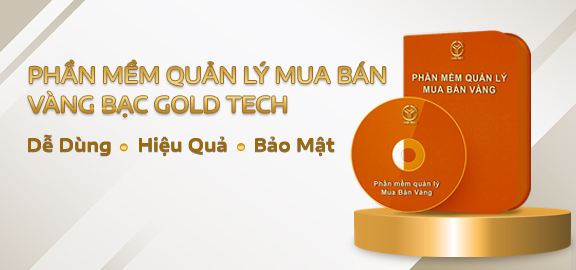 PHẦN MỀM QUẢN LÝ MUA BÁN
VÀNG BẠC GOLD TECH
Dễ Dùng • Hiệu Quả • Bảo Mật
PHẦN MỀM QUẢN LÝ
MUA BÁN VÀNG
Phần mềm quản lý
Mua Bán Vàng